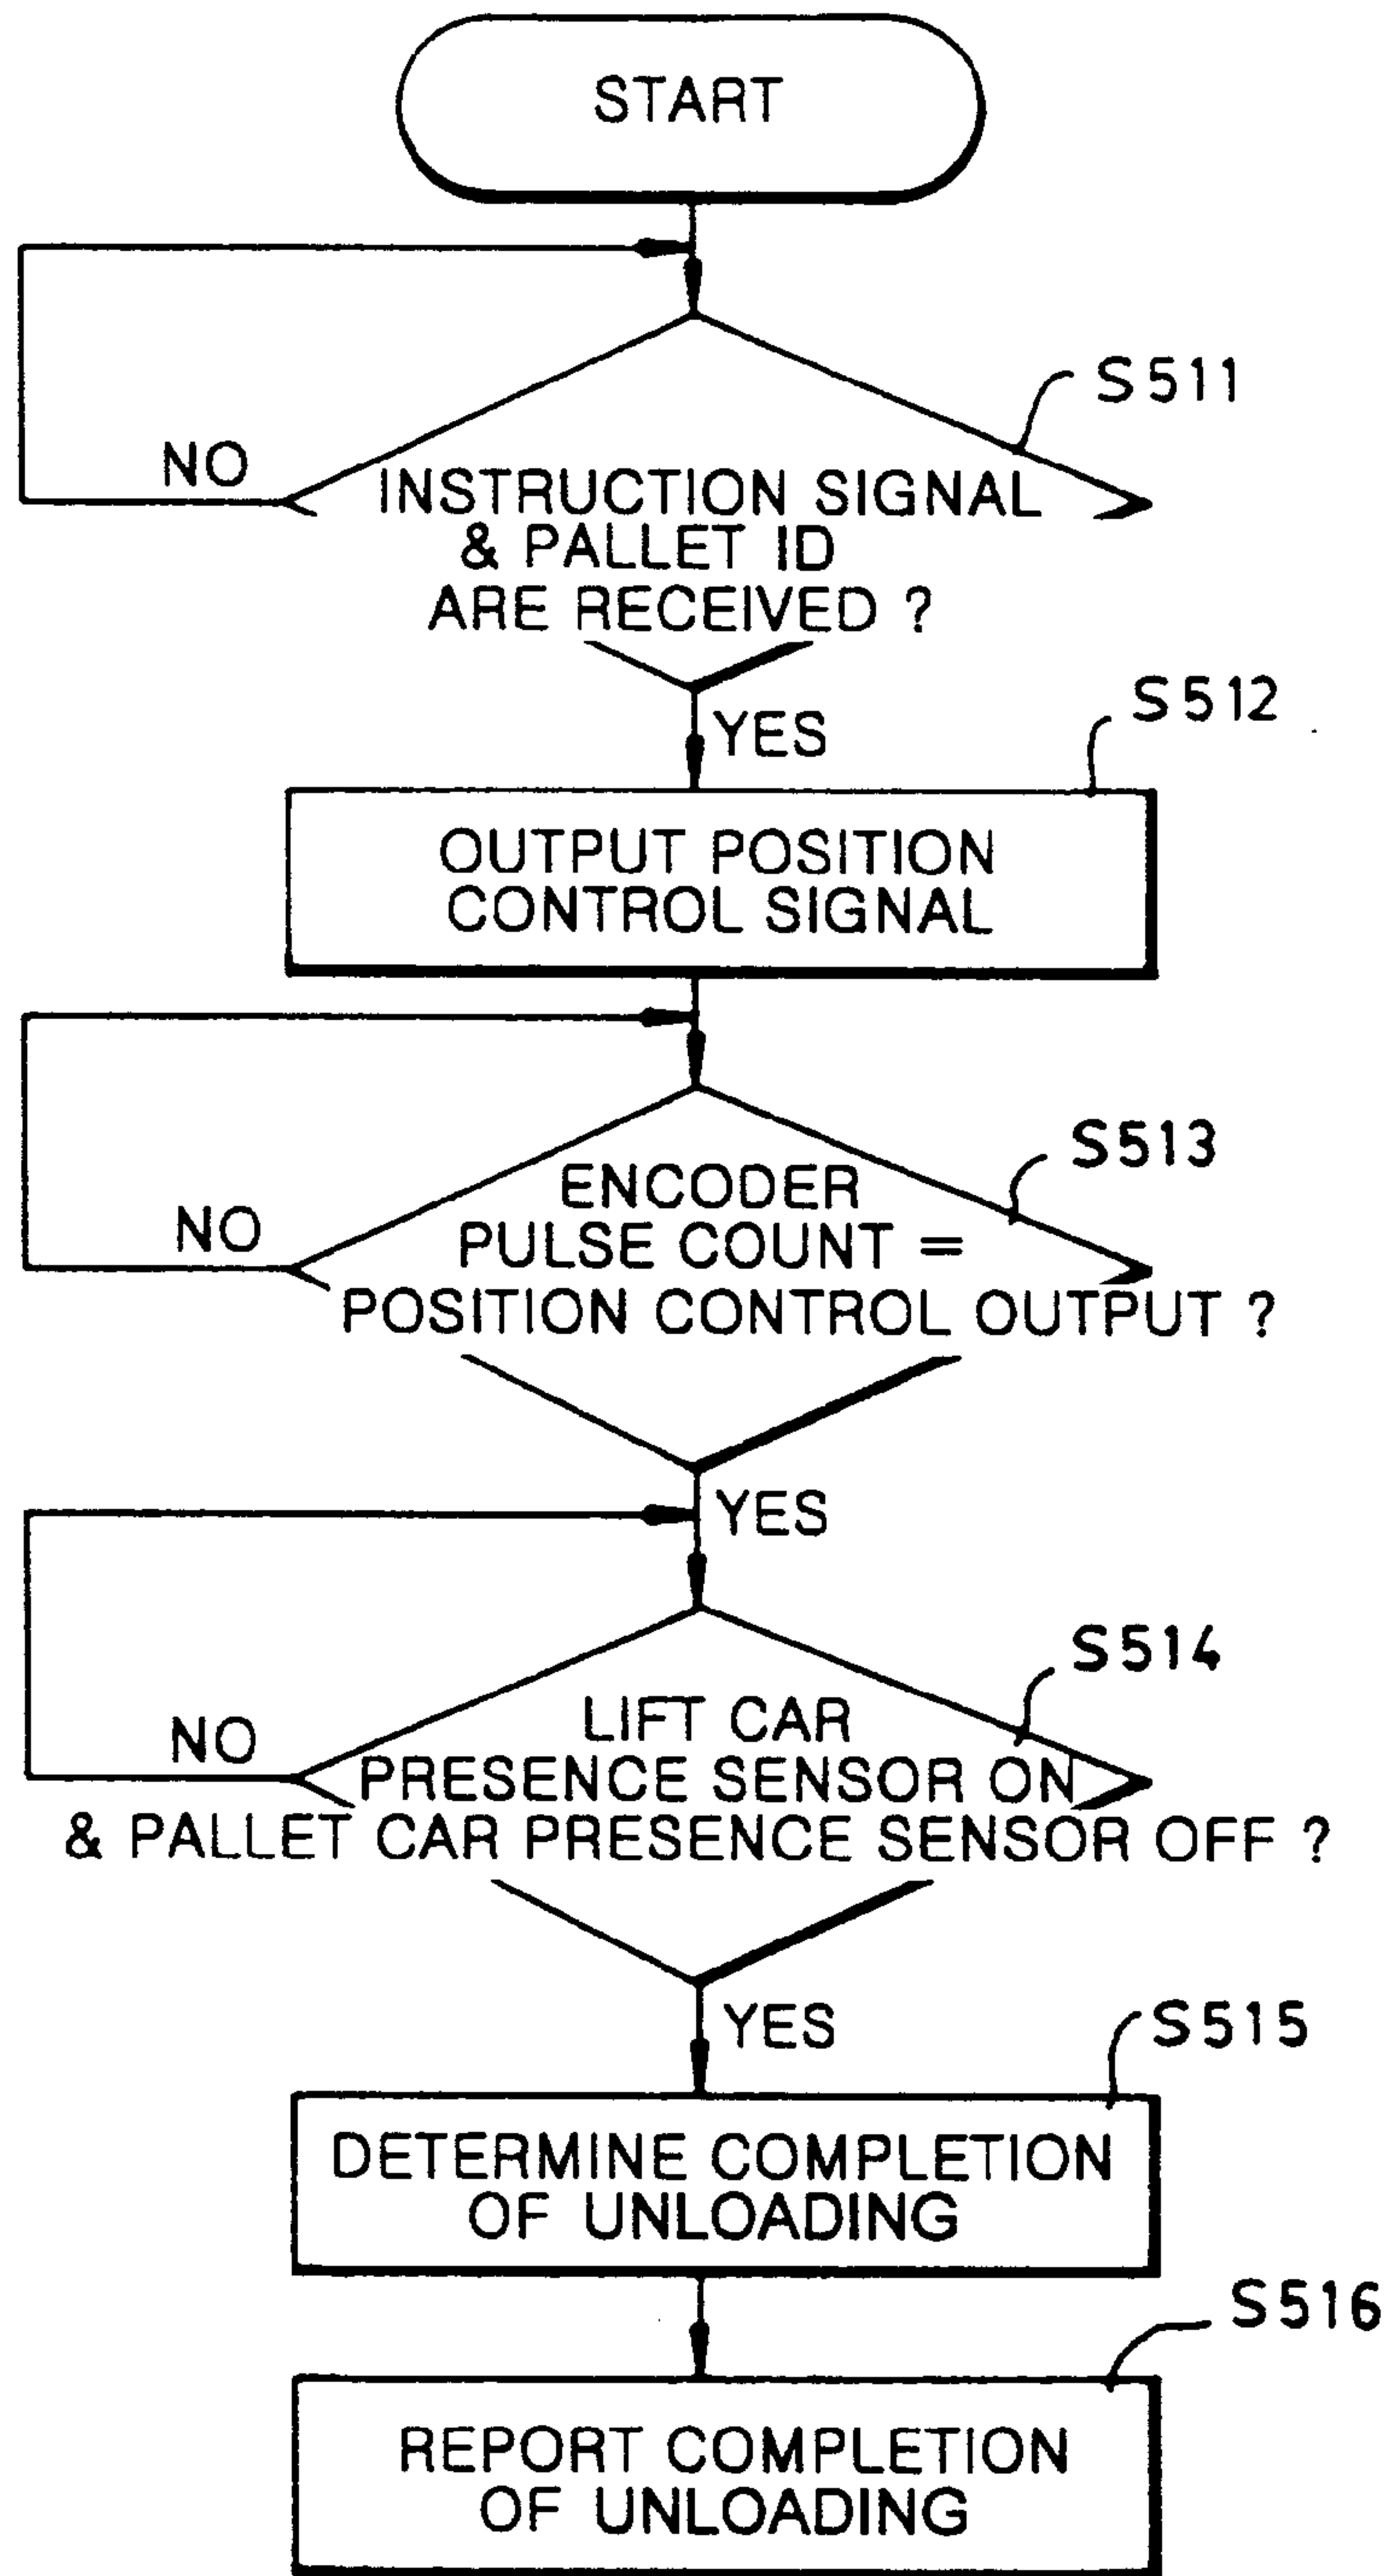 START
S511
NO
INSTRUCTION SIGNAL
& PALLET ID
ARE RECEIVED ?
S512
YES
OUTPUT POSITION
CONTROL SIGNAL
S513
ENCODER
NO
PULSE COUNT =
POSITION CONTROL OUTPUT ?
YES
S514
LIFT CAR
NO
PRESENCE SENSOR ON
& PALLET CAR PRESENCE SENSOR OFF ?
YES
S515
DETERMINE COMPLETION
OF UNLOADING
S516
REPORT COMPLETION
OF UNLOADING